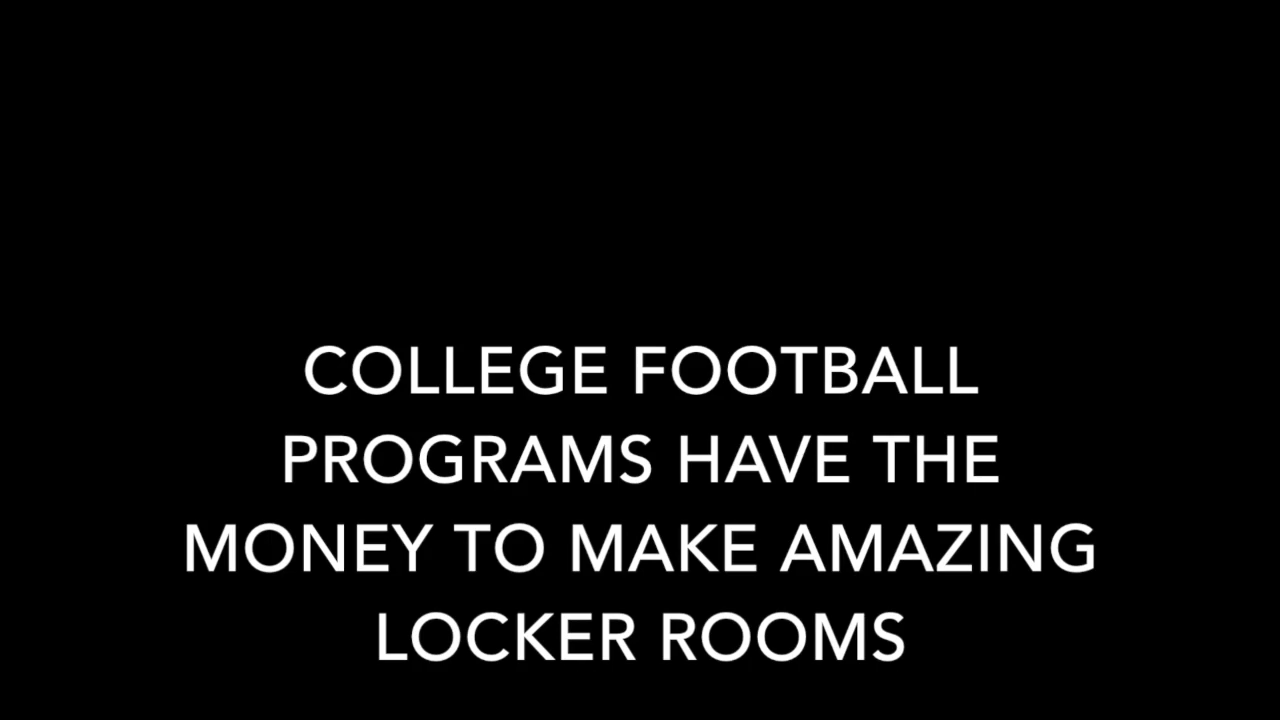 COLLEGE FOOTBALL
PROGRAMS HAVE THE
MONEY TO MAKE AMAZING
LOCKER ROOMS